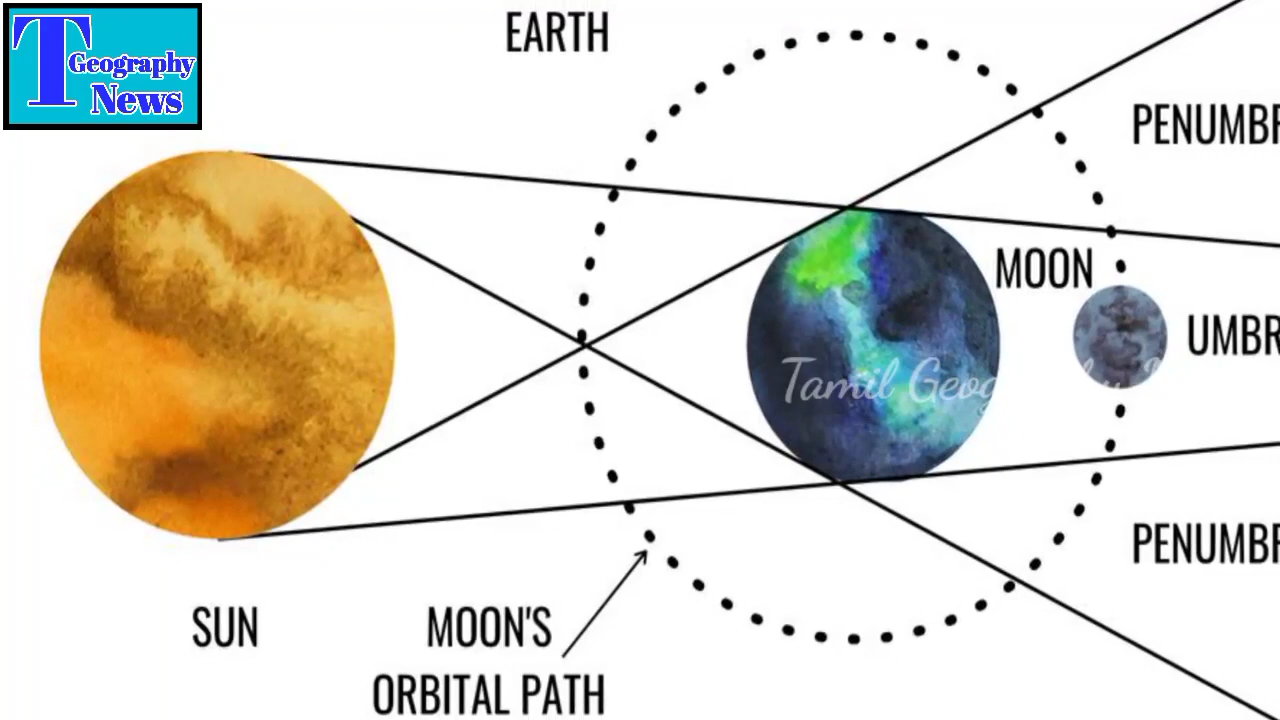 T Geography
News
EARTH
PENUMBR
MOON
UMBR
Tamil Geog
PENUMBR
SUN
MOON'S
ORBITAL PATH